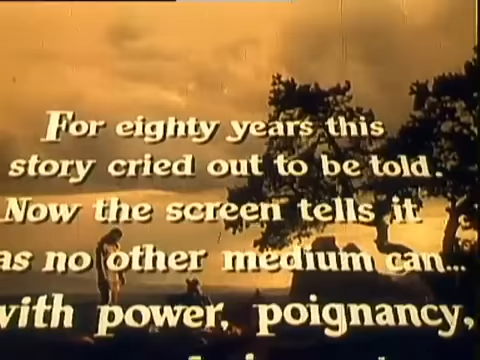 For eighty years this
story cried out to be told.
Now the screen tells it
as no other medium can...
with power, poignancy,